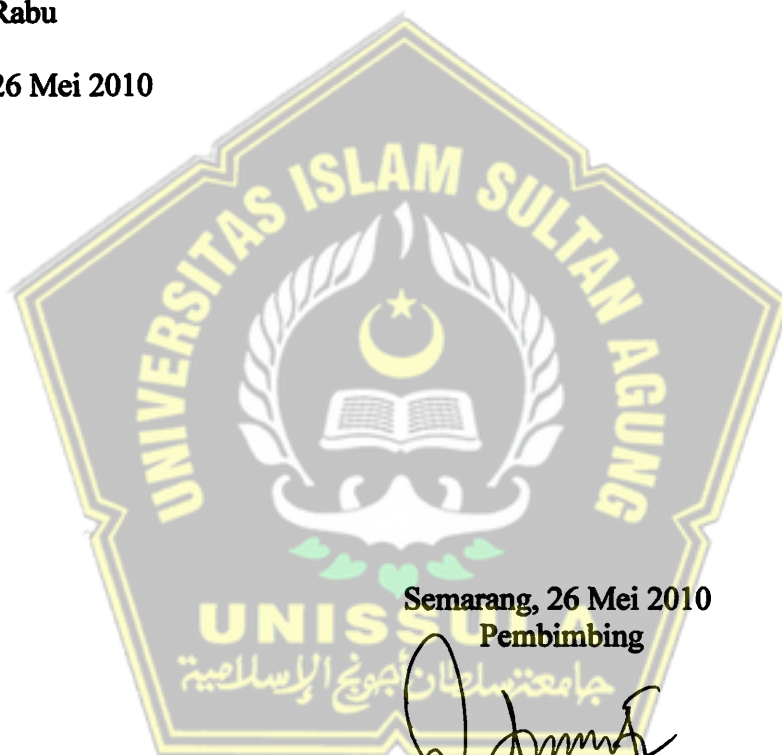 Rabu
26 Mei 2010
UNIVERSITAS ISLAM SULTAN AGUNG
Semarang, 26 Mei 2010
Pembimbing
UNISSULA
جامعة سلطان أجونج الإسلامية